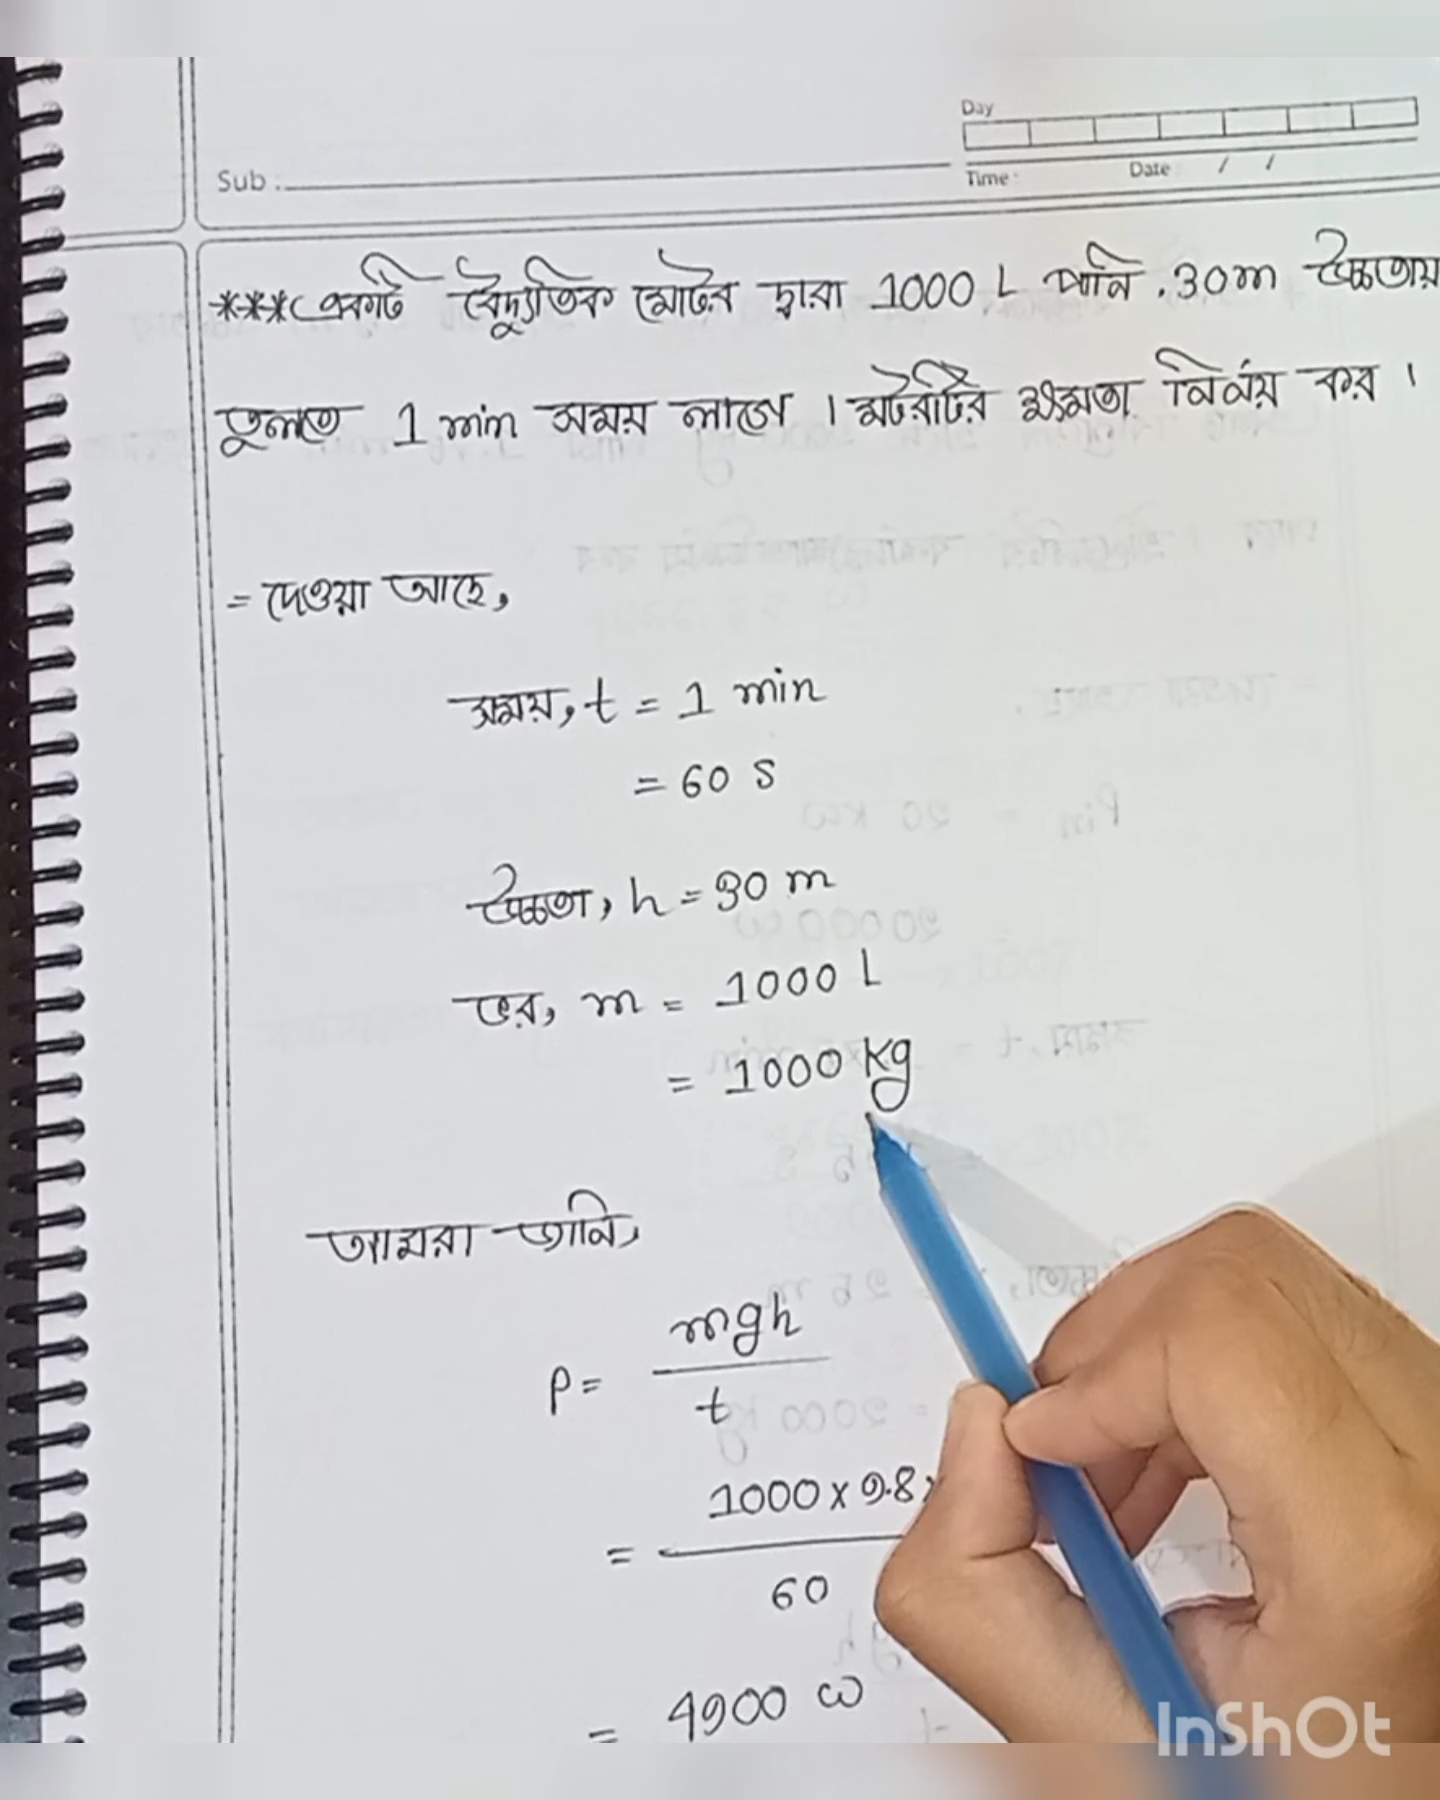 Day
Sub :
Time : Date / /
*** একটি বৈদ্যুতিক মোটর দ্বারা 1000 L পানি . 30m উচ্চতায়
তুলতে 1 min সময় লাগে । মটরটির ক্ষমতা নির্নয় কর ।
= দেওয়া আছে,
সময়, t = 1 min
= 60 s
উচ্চতা, h = 30 m
ভর, m = 1000 L
= 1000 kg
আমরা জানি,
P = mgh
t
= 1000 x 9.8 x
60
= 4900 W
InShOt